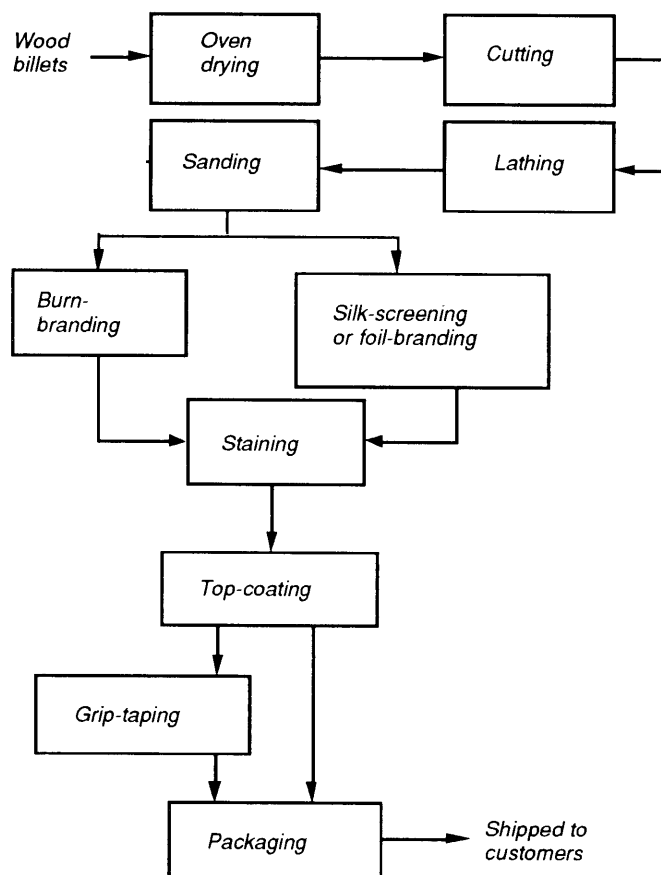 Wood
billets
Oven
drying
Cutting
Sanding
Lathing
Burn-
branding
Silk-screening
or foil-branding
Staining
Top-coating
Grip-taping
Packaging
Shipped to
customers